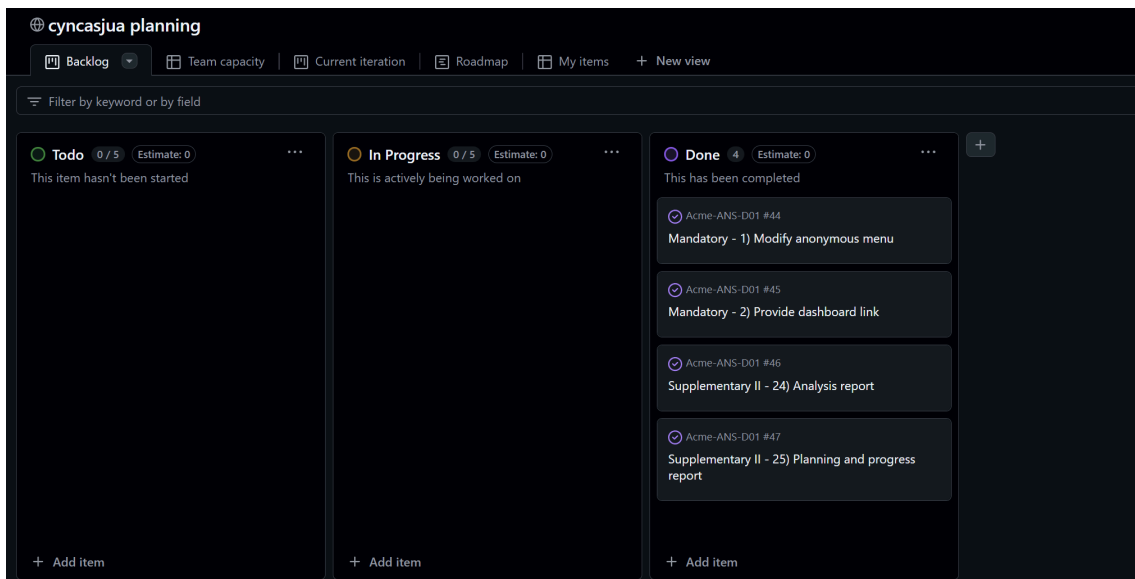 cyncasjua planning
Backlog
Team capacity
Current iteration
Roadmap
My items
+ New view
Filter by keyword or by field
Todo 0 / 5 Estimate: 0 ...
This item hasn't been started
+ Add item
In Progress 0 / 5 Estimate: 0 ...
This is actively being worked on
+ Add item
Done 4 Estimate: 0 ...
This has been completed
Acme-ANS-D01 #44
Mandatory - 1) Modify anonymous menu
Acme-ANS-D01 #45
Mandatory - 2) Provide dashboard link
Acme-ANS-D01 #46
Supplementary II - 24) Analysis report
Acme-ANS-D01 #47
Supplementary II - 25) Planning and progress
report
+ Add item
+